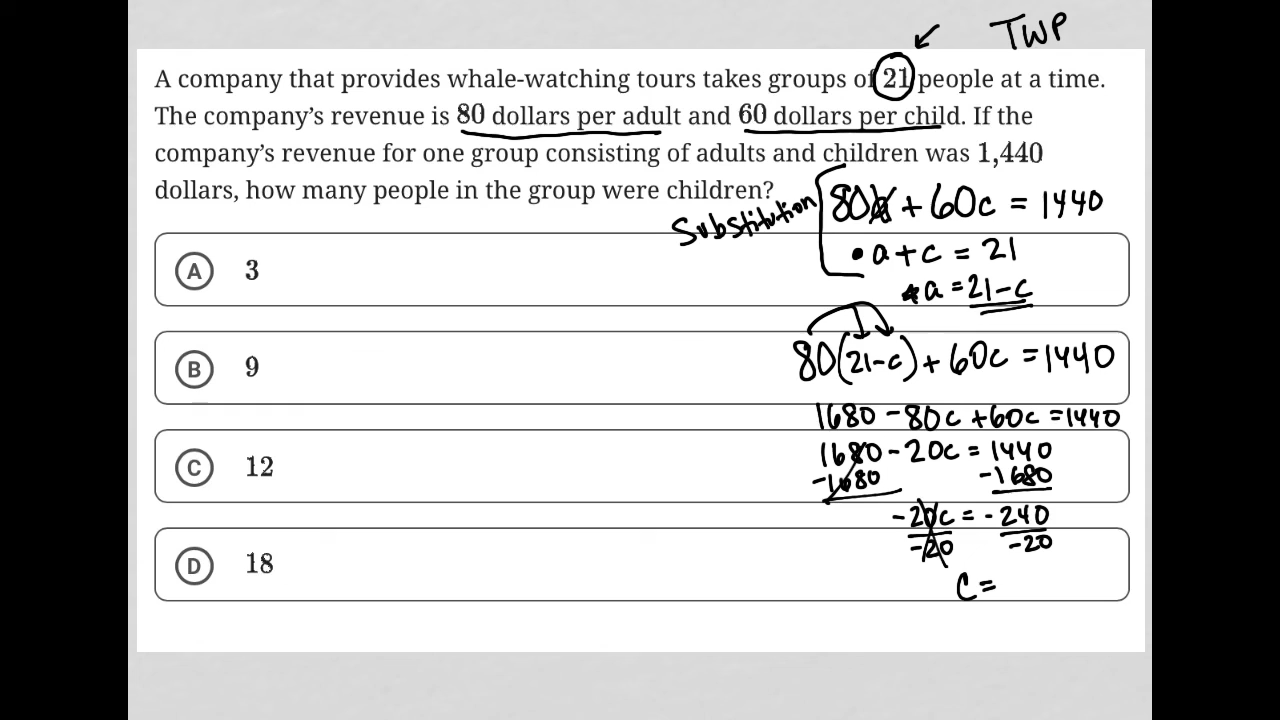 TWP
A company that provides whale-watching tours takes groups of 21 people at a time.
The company's revenue is 80 dollars per adult and 60 dollars per child. If the
company's revenue for one group consisting of adults and children was 1,440
dollars, how many people in the group were children?
Substitution
80a + 60c = 1440
• a + c = 21
a = 21 - c
A 3
80(21-c) + 60c = 1440
B 9
1680 - 80c + 60c = 1440
1680 - 20c = 1440
C 12
-1680 -1680
-20c = -240
-20 -20
D 18
c =